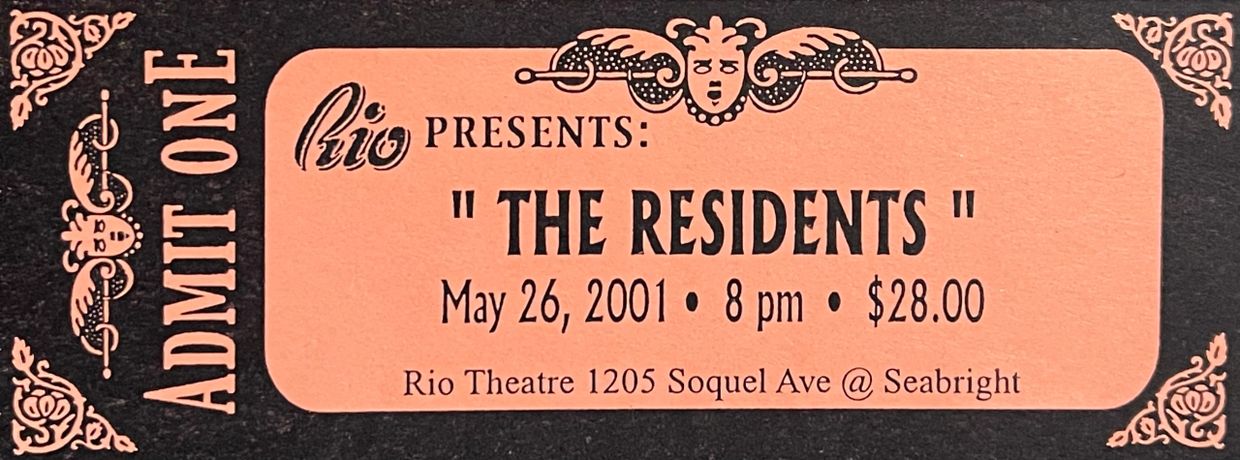 ADMIT ONE
Rio PRESENTS:
" THE RESIDENTS "
May 26, 2001 • 8 pm • $28.00
Rio Theatre 1205 Soquel Ave @ Seabright